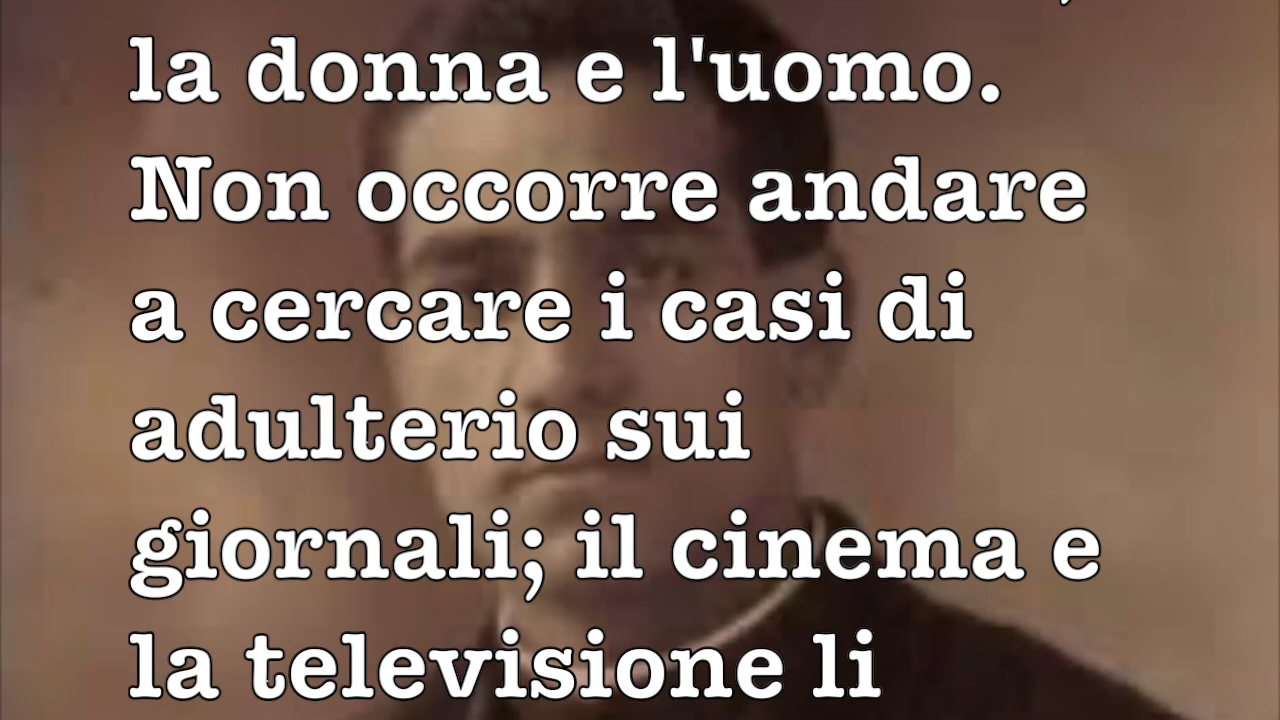 la donna e l'uomo.
Non occorre andare
a cercare i casi di
adulterio sui
giornali; il cinema e
la televisione li